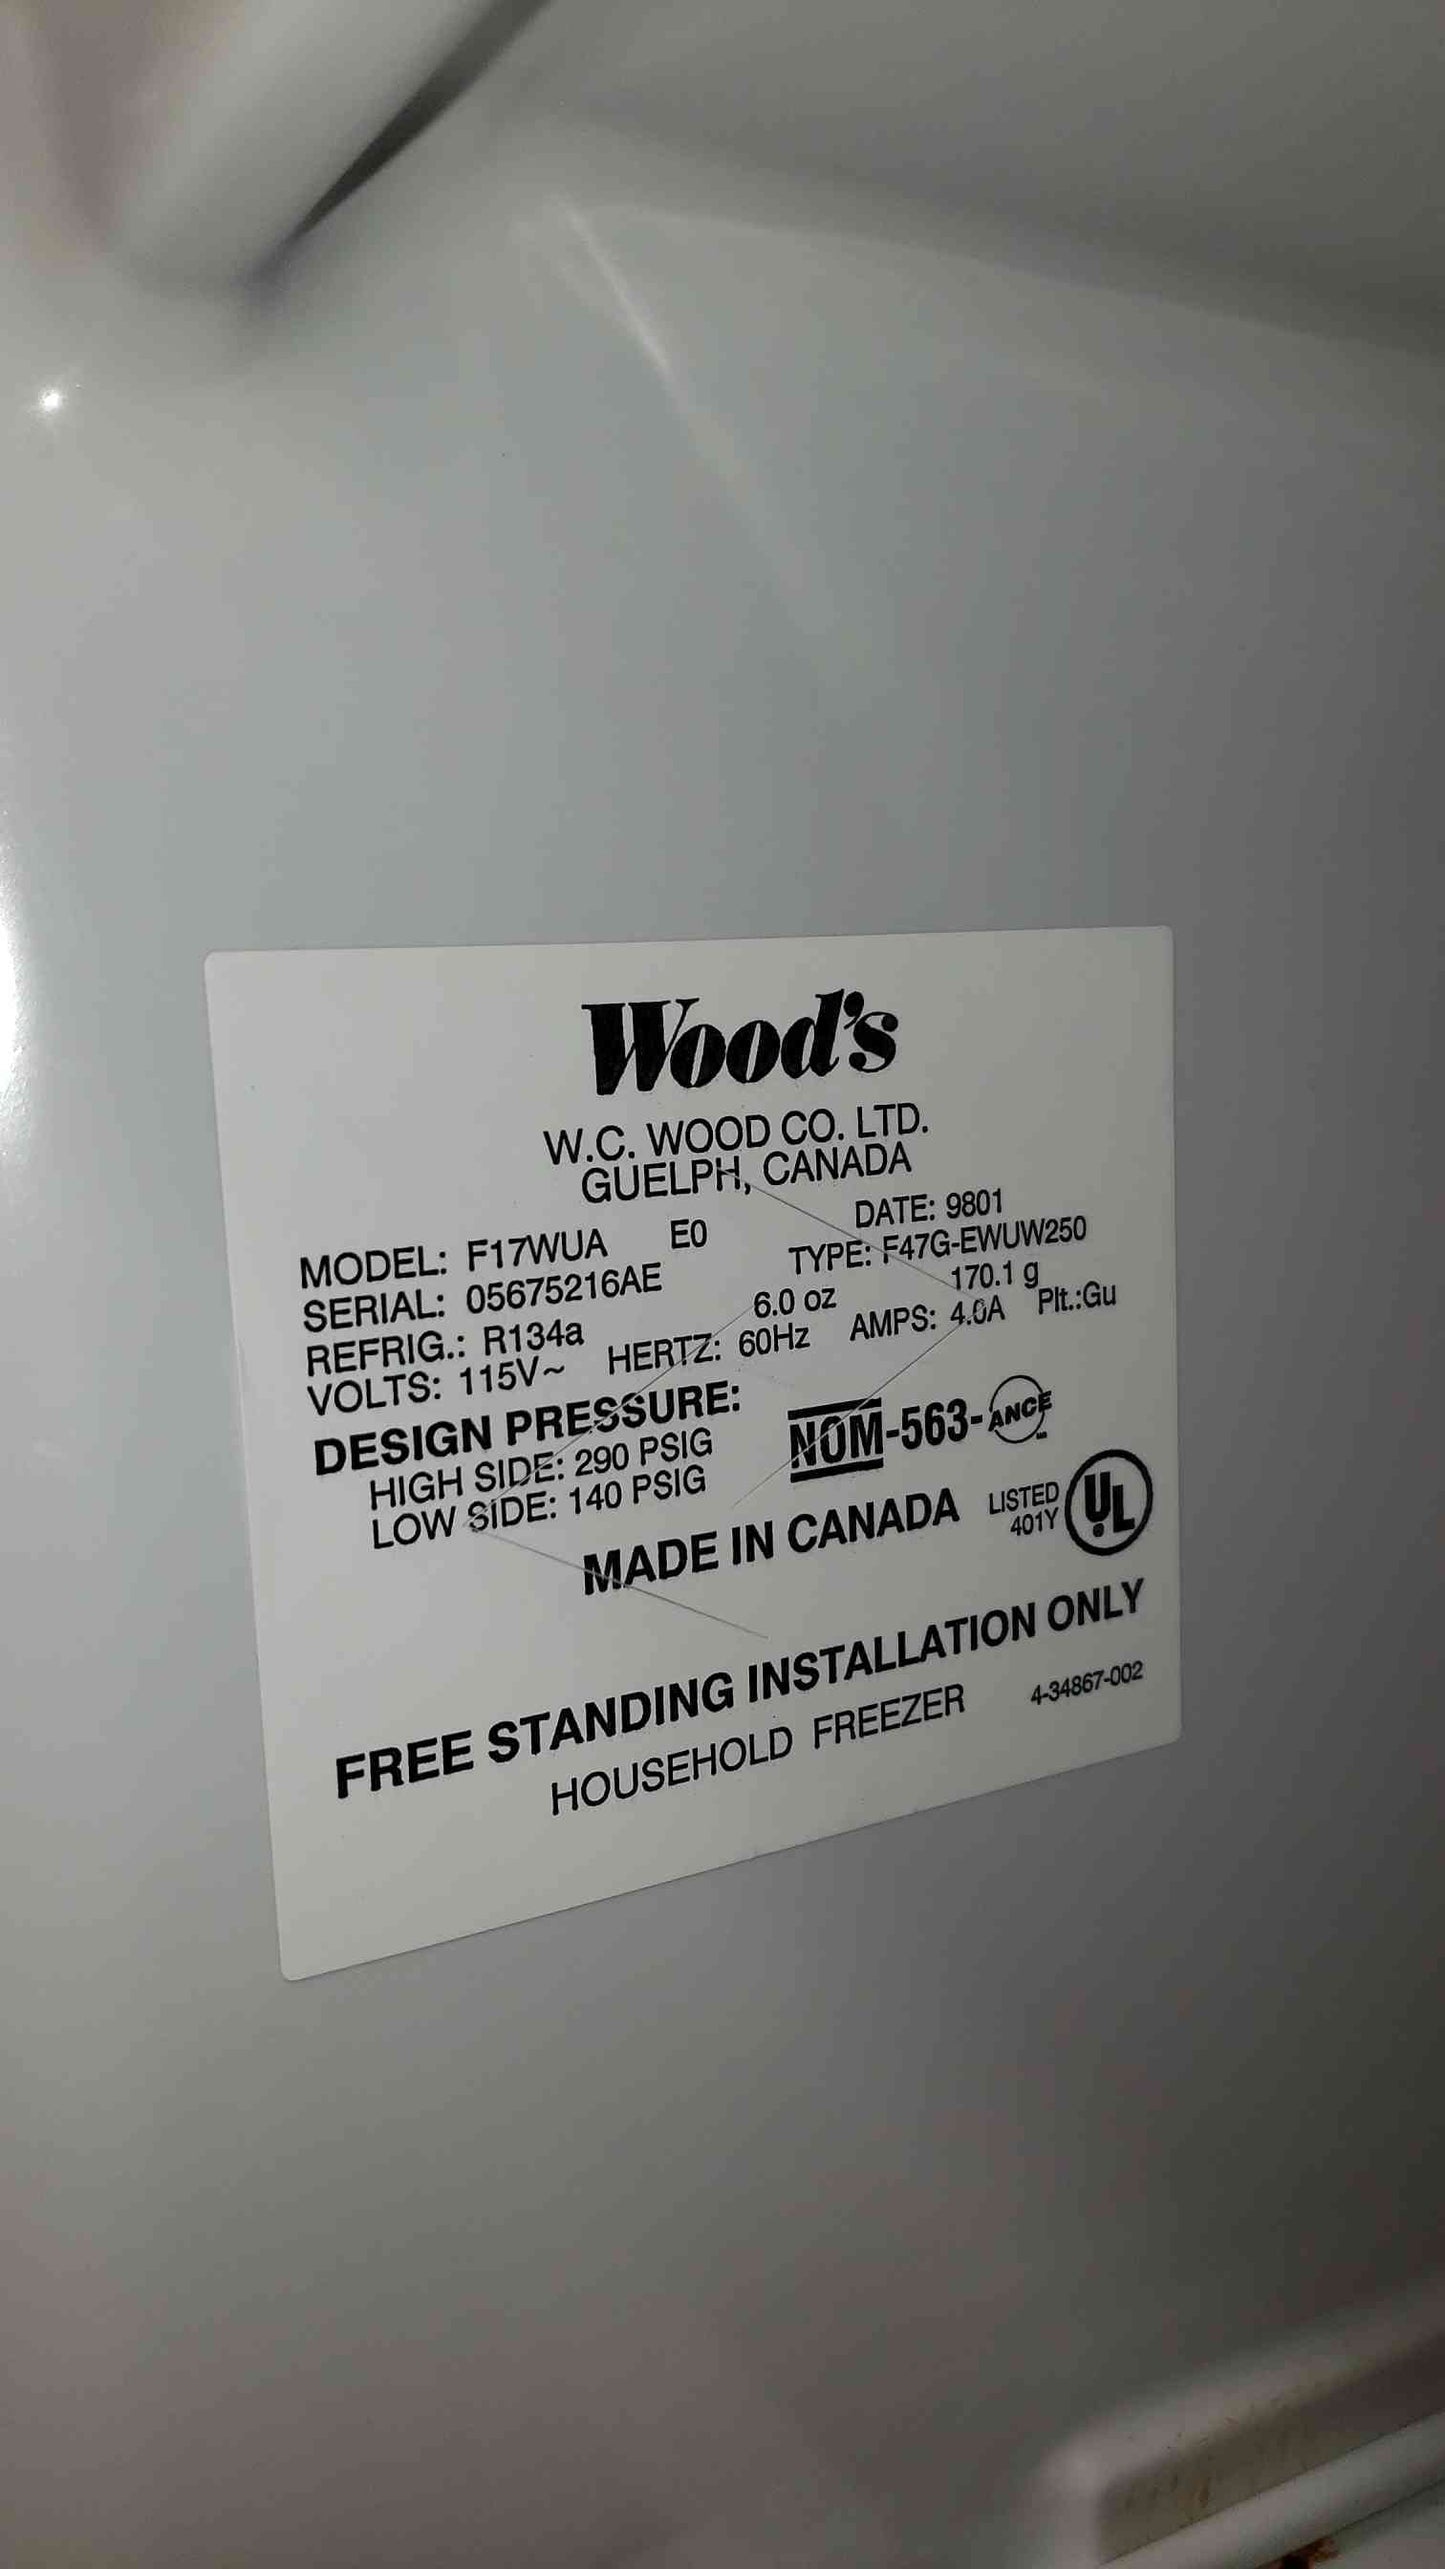 Wood's
W.C. WOOD CO. LTD.
GUELPH, CANADA
MODEL: F17WUA E0 DATE: 9801
SERIAL: 05675216AE TYPE: F47G-EWUW250
REFRIG.: R134a 6.0 oz 170.1 g
VOLTS: 115V~ HERTZ: 60Hz AMPS: 4.0A Plt.:Gu
DESIGN PRESSURE:
HIGH SIDE: 290 PSIG
LOW SIDE: 140 PSIG
NOM-563-ANCE
MADE IN CANADA
LISTED
401Y
UL
FREE STANDING INSTALLATION ONLY
HOUSEHOLD FREEZER 4-34867-002